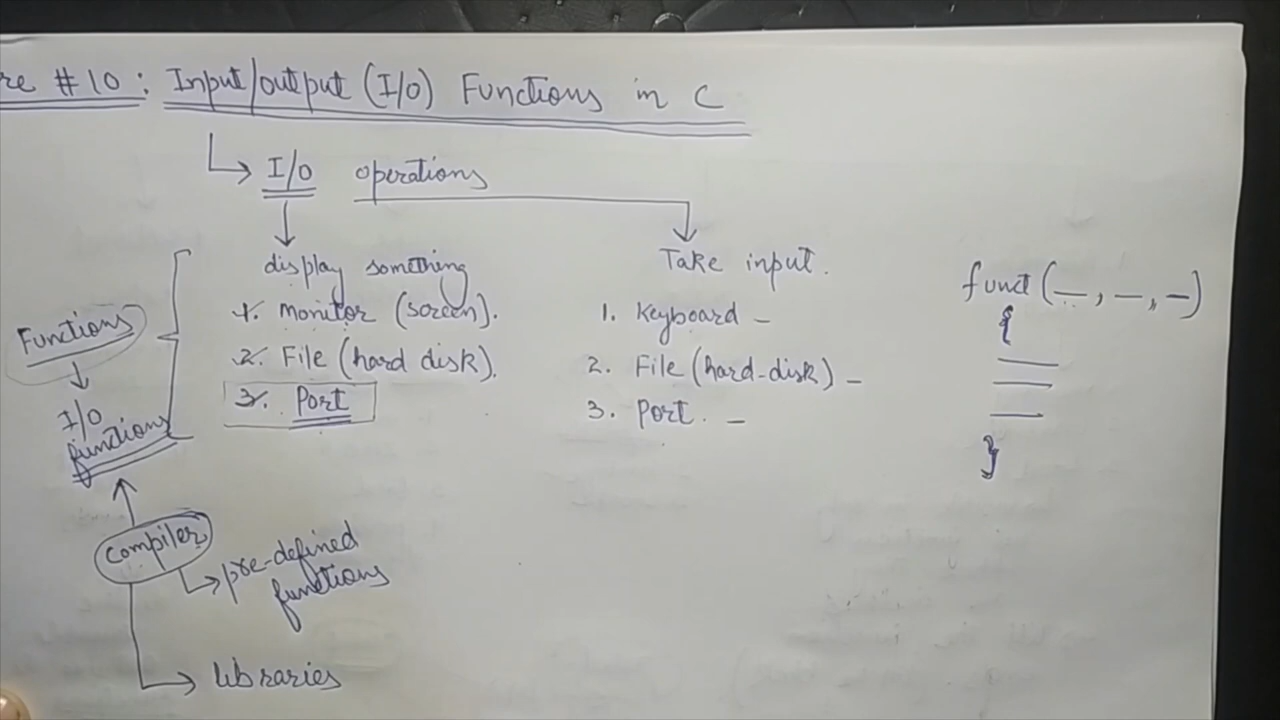 re #10: Input/output (I/O) Functions in C
I/O operations
display something
1. Monitor (screen).
2. File (hard disk).
3. Port
Take input.
1. Keyboard -
2. File (hard-disk) -
3. Port. -
funct(—, —, —)
{
}
Functions
I/O
functions
Compiler
pre-defined
functions
libraries